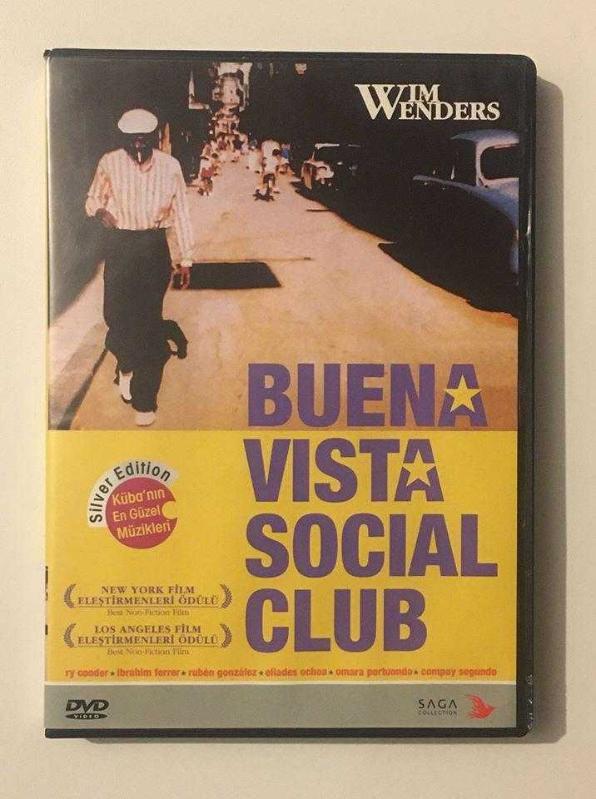 WIM
WENDERS
BUENA
VISTA
SOCIAL
CLUB
Silver Edition
Küba'nın
En Güzel
Müzikleri
NEW YORK FİLM
ELEŞTİRMENLERİ ÖDÜLÜ
Best Non-Fiction Film
LOS ANGELES FİLM
ELEŞTİRMENLERİ ÖDÜLÜ
Best Non-Fiction Film
ry cooder ★ ibrahim ferrer ★ rubén gonzález ★ eliades ochoa ★ omara portuondo ★ compay segundo
DVD
VIDEO
SAGA
COLLECTION